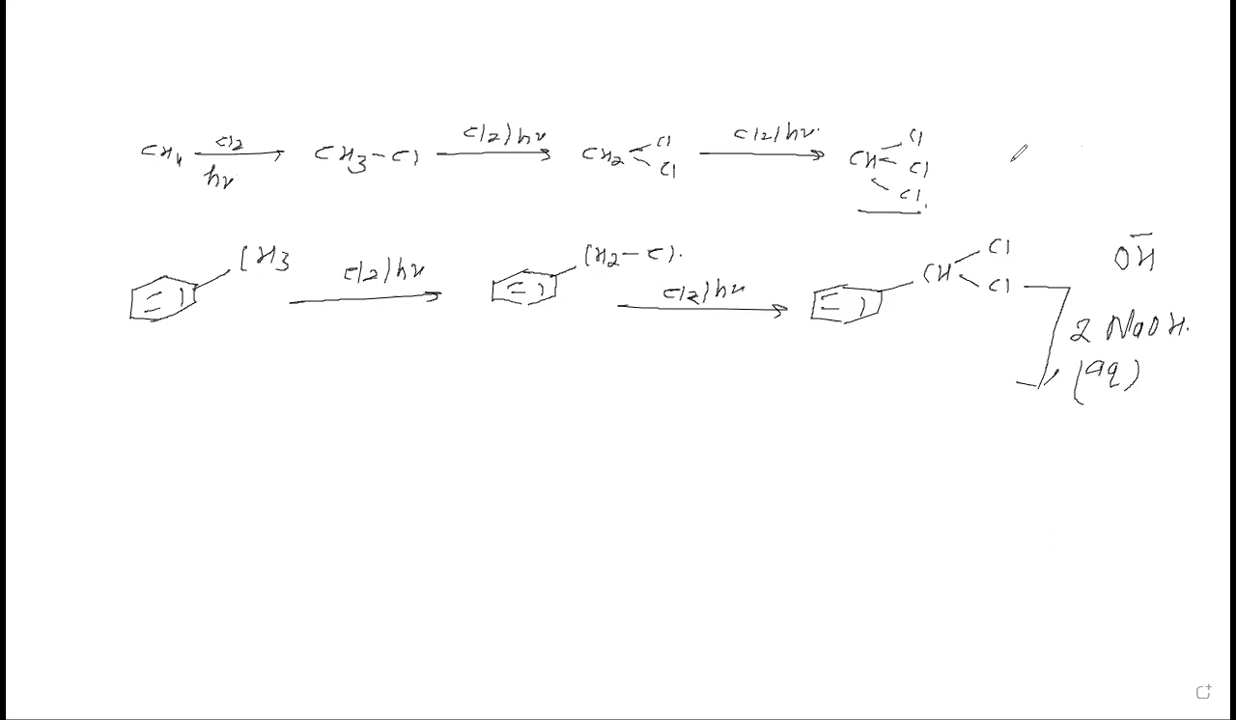 CH4 Cl2 hν CH3-Cl Cl2/hν CH2 Cl Cl Cl2/hν. CH Cl Cl Cl.
CH3 Cl2/hν CH2-Cl. Cl2/hν CH Cl Cl OH̄
2 NaOH.
(aq)